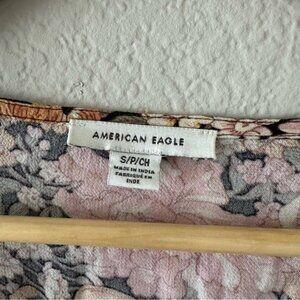 AMERICAN EAGLE
S/P/CH
MADE IN INDIA
FABRIQUÉ EN
INDE